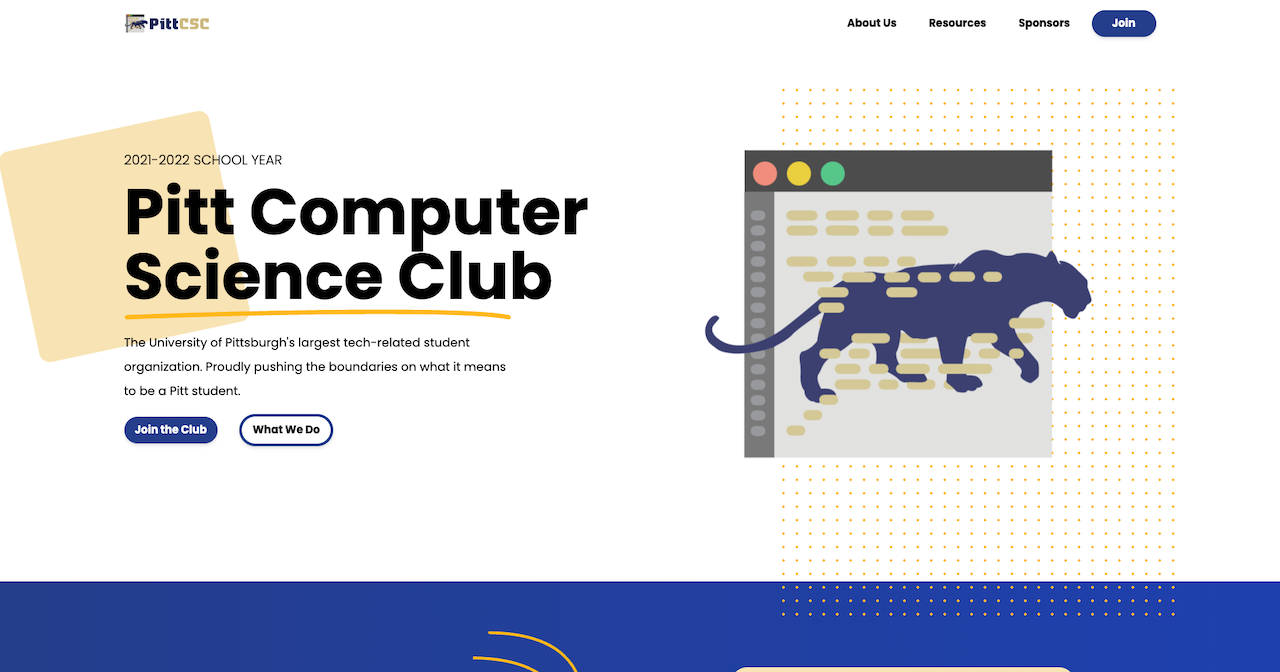 PittCSC
About Us
Resources
Sponsors
Join
2021-2022 SCHOOL YEAR
Pitt Computer
Science Club
The University of Pittsburgh's largest tech-related student
organization. Proudly pushing the boundaries on what it means
to be a Pitt student.
Join the Club
What We Do